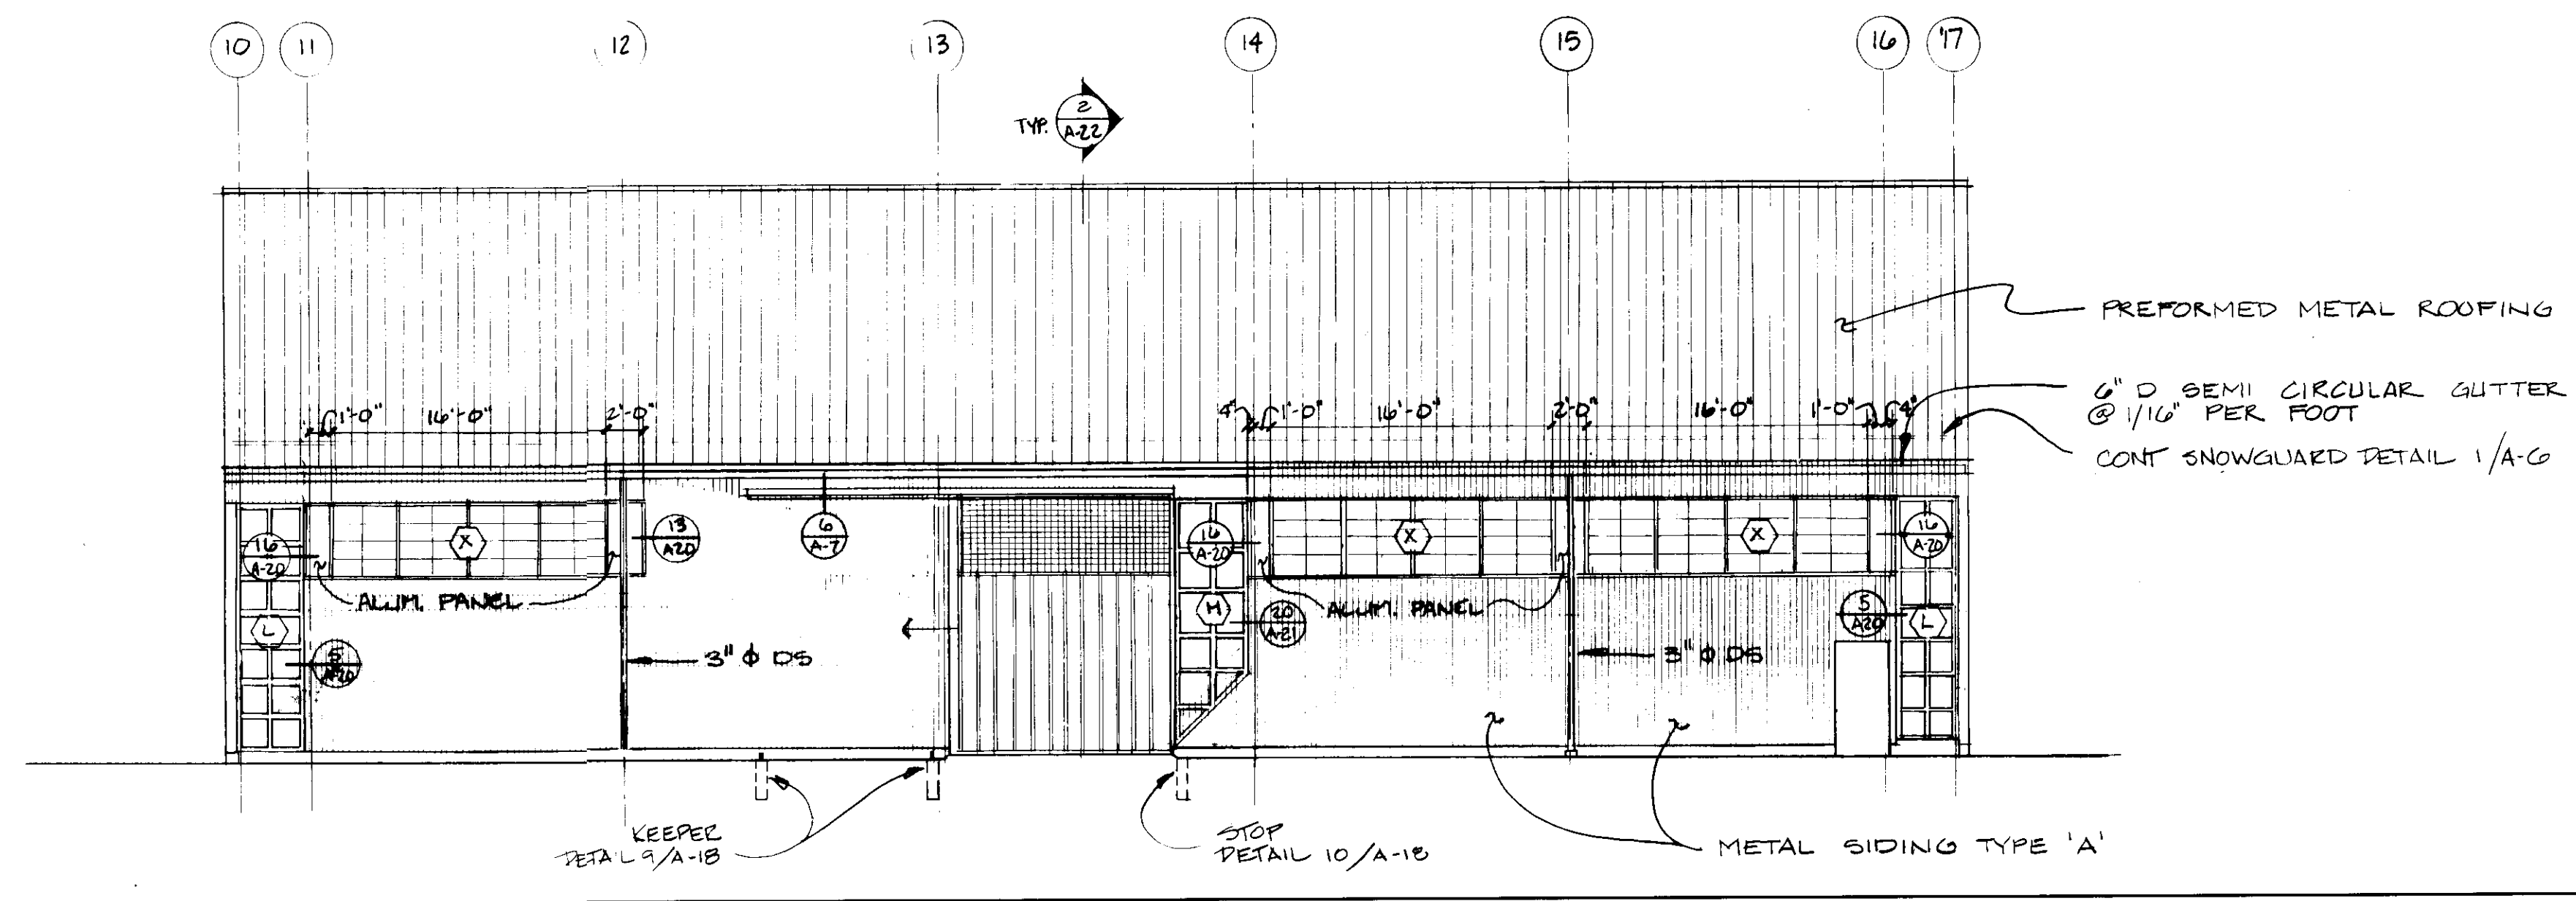 10 11 12 13 14 15 16 17
TYP. 2
A-22
PREFORMED METAL ROOFING
6" D SEMI CIRCULAR GUTTER
@ 1/16" PER FOOT
CONT SNOWGUARD DETAIL 1/A-6
1'-0" 16'-0" 2'-0" 4" 1'-0" 16'-0" 2'-0" 16'-0" 1'-0" 4"
16
A-20
X
13
A20
6
A-7
16
A-20
X
X
16
A-20
ALUM. PANEL
ALUM. PANEL
L
H
20
A-21
5
A20
L
5
A-20
3" ϕ DS
3" ϕ DS
KEEPER
DETAIL 9/A-18
STOP
DETAIL 10/A-18
METAL SIDING TYPE 'A'